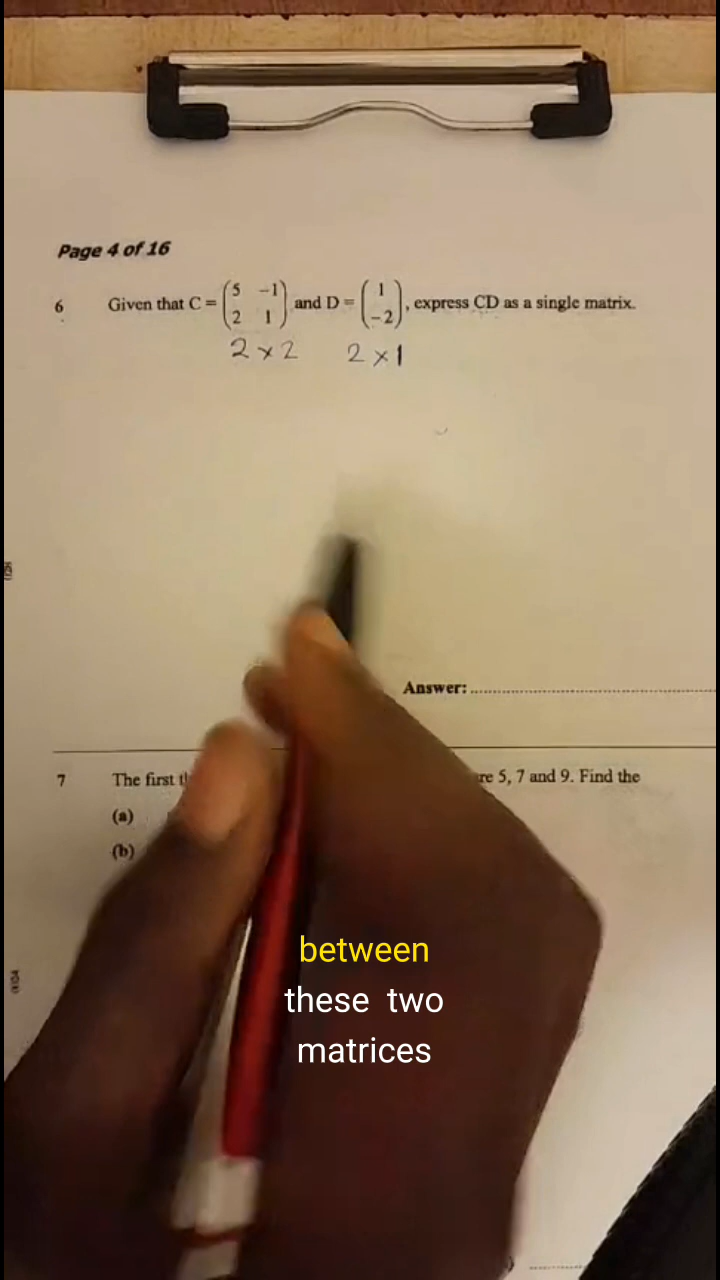 Page 4 of 16
6 Given that C = (5 -1 2 1) and D = (1 -2), express CD as a single matrix.
2 × 2 2 × 1
Answer: ........................................
7 The first re 5, 7 and 9. Find the
(a)
(b)
between
these two
matrices